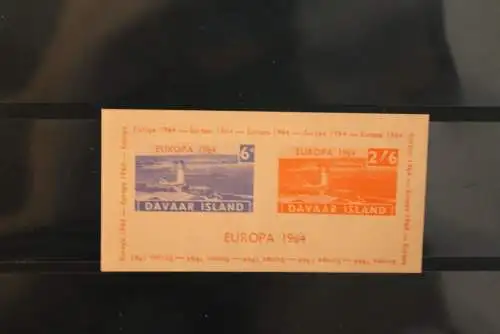 Europa 1964 — Europa 1964 — Europa 1964 — Europa 1964 — Europa 1964
EUROPA 1964 6d
DAVAAR ISLAND
EUROPA 1964 2/6
DAVAAR ISLAND
EUROPA 1964